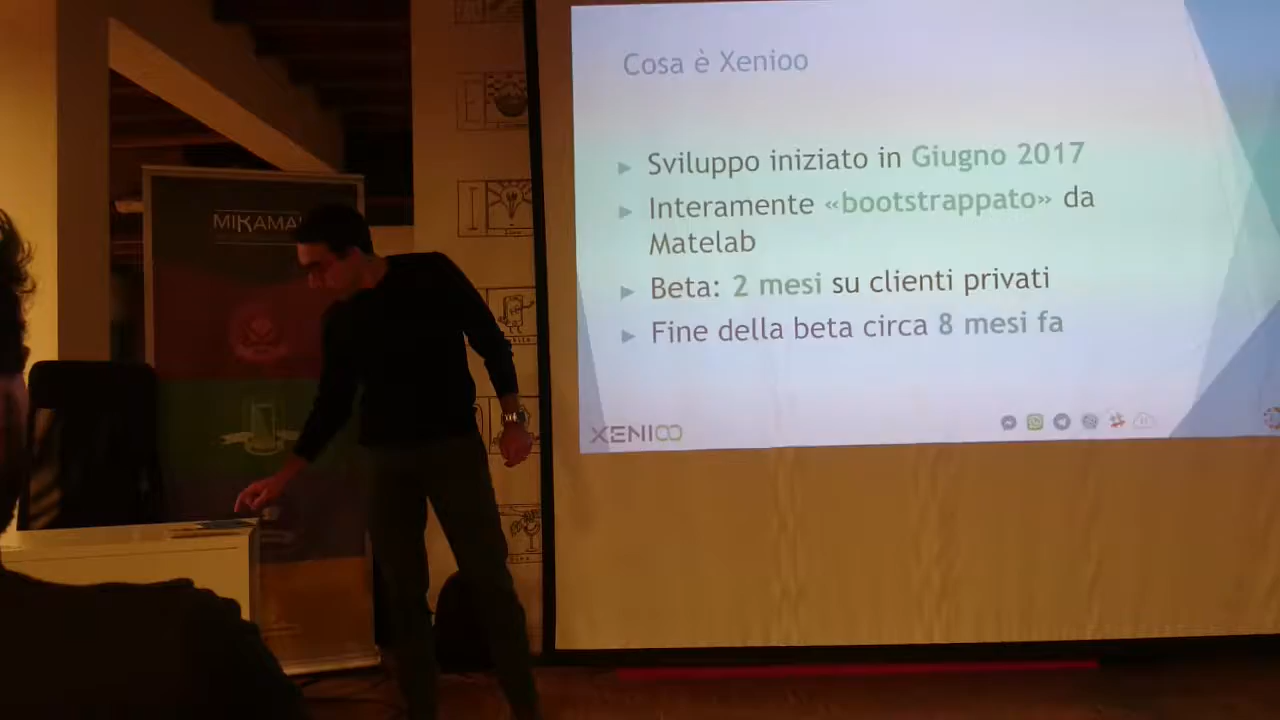 Cosa è Xenioo
Sviluppo iniziato in Giugno 2017
Interamente «bootstrappato» da
Matelab
Beta: 2 mesi su clienti privati
Fine della beta circa 8 mesi fa
XENIOO
MIKAMA